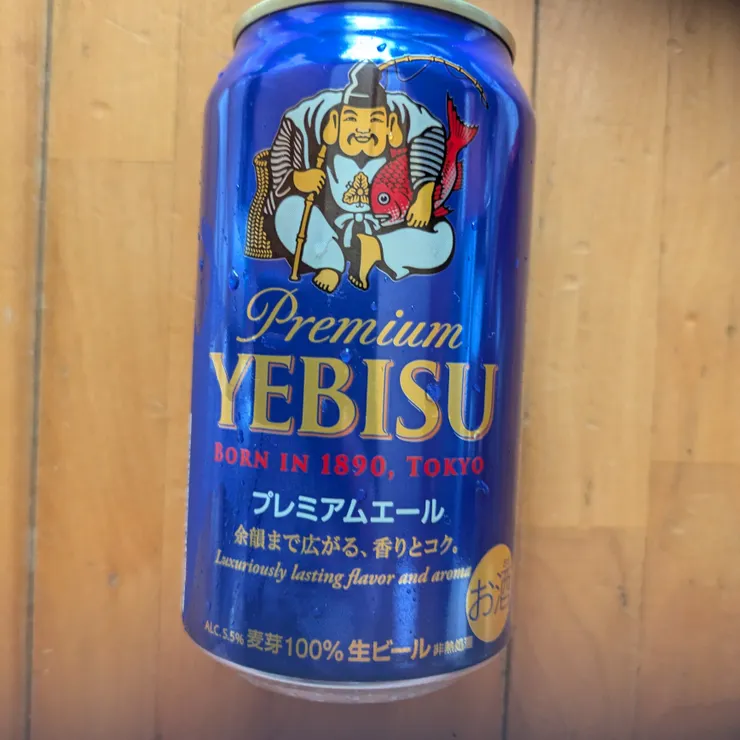 Premium
YEBISU
BORN IN 1890, TOKYO
プレミアムエール
余韻まで広がる、香りとコク。
Luxuriously lasting flavor and aroma
お酒
ALC. 5.5% 麦芽100% 生ビール 非熱処理